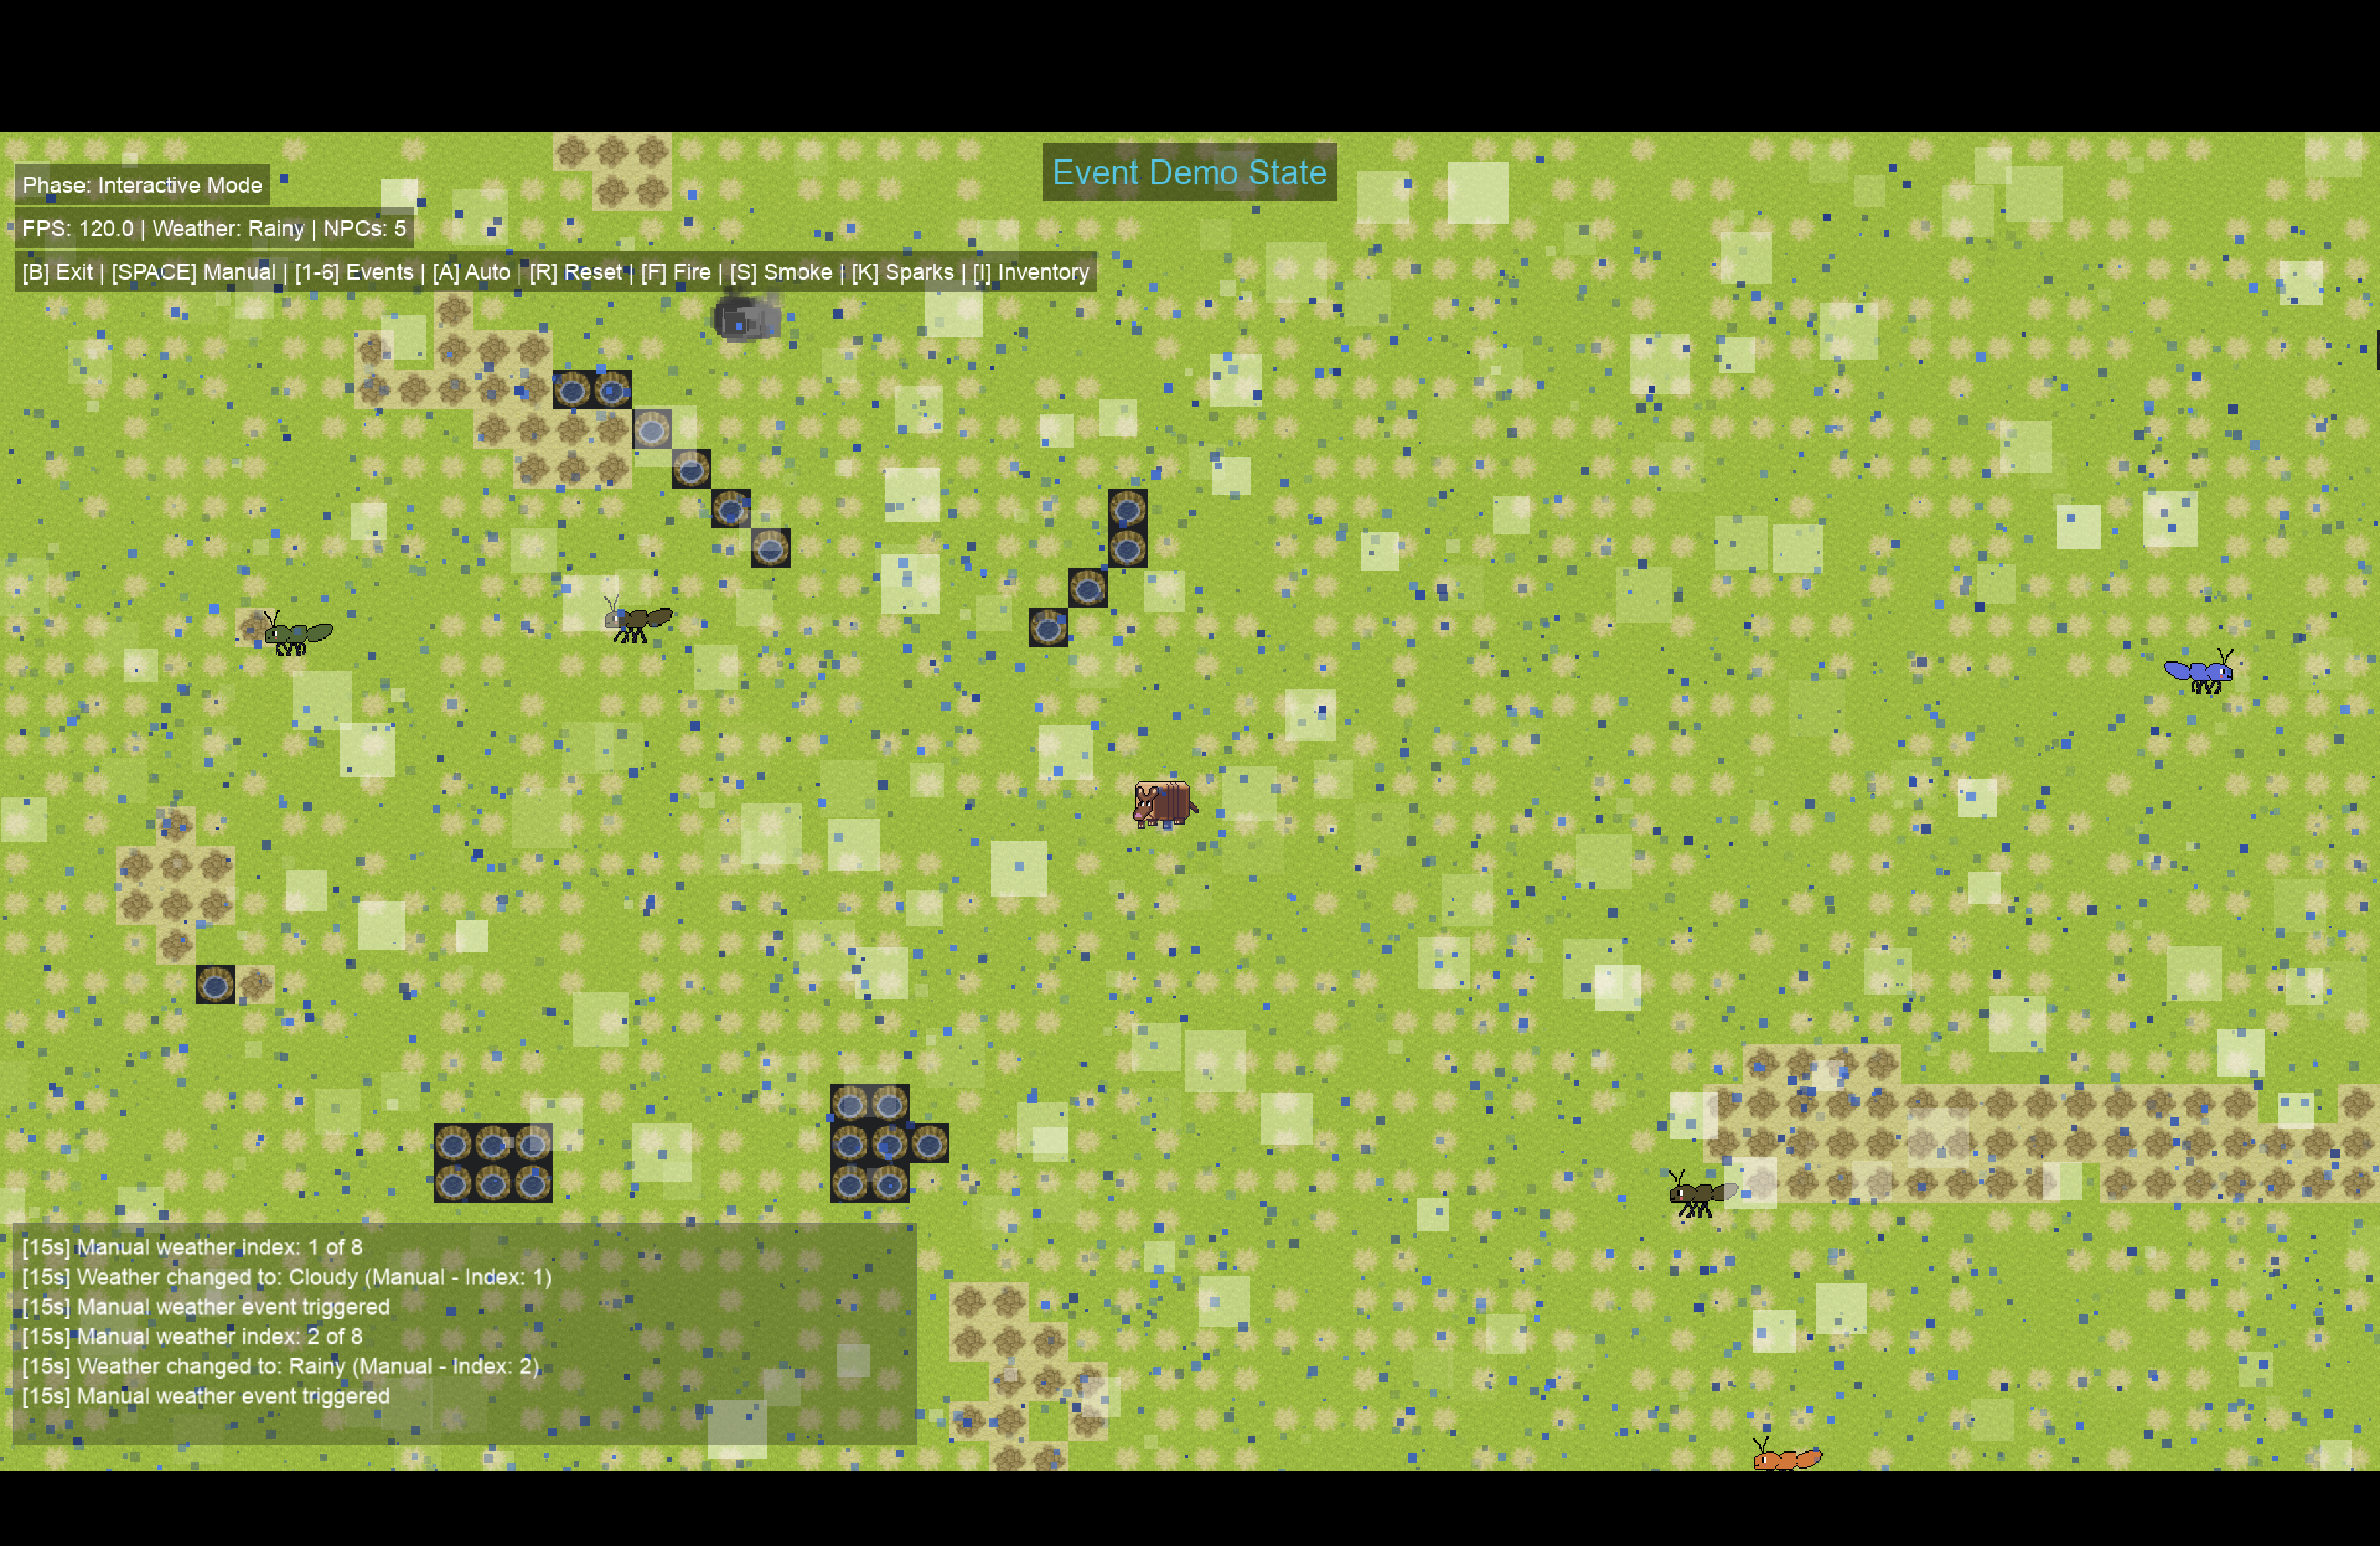 Event Demo State
Phase: Interactive Mode
FPS: 120.0 | Weather: Rainy | NPCs: 5
[B] Exit | [SPACE] Manual | [1-6] Events | [A] Auto | [R] Reset | [F] Fire | [S] Smoke | [K] Sparks | [I] Inventory
[15s] Manual weather index: 1 of 8
[15s] Weather changed to: Cloudy (Manual - Index: 1)
[15s] Manual weather event triggered
[15s] Manual weather index: 2 of 8
[15s] Weather changed to: Rainy (Manual - Index: 2)
[15s] Manual weather event triggered